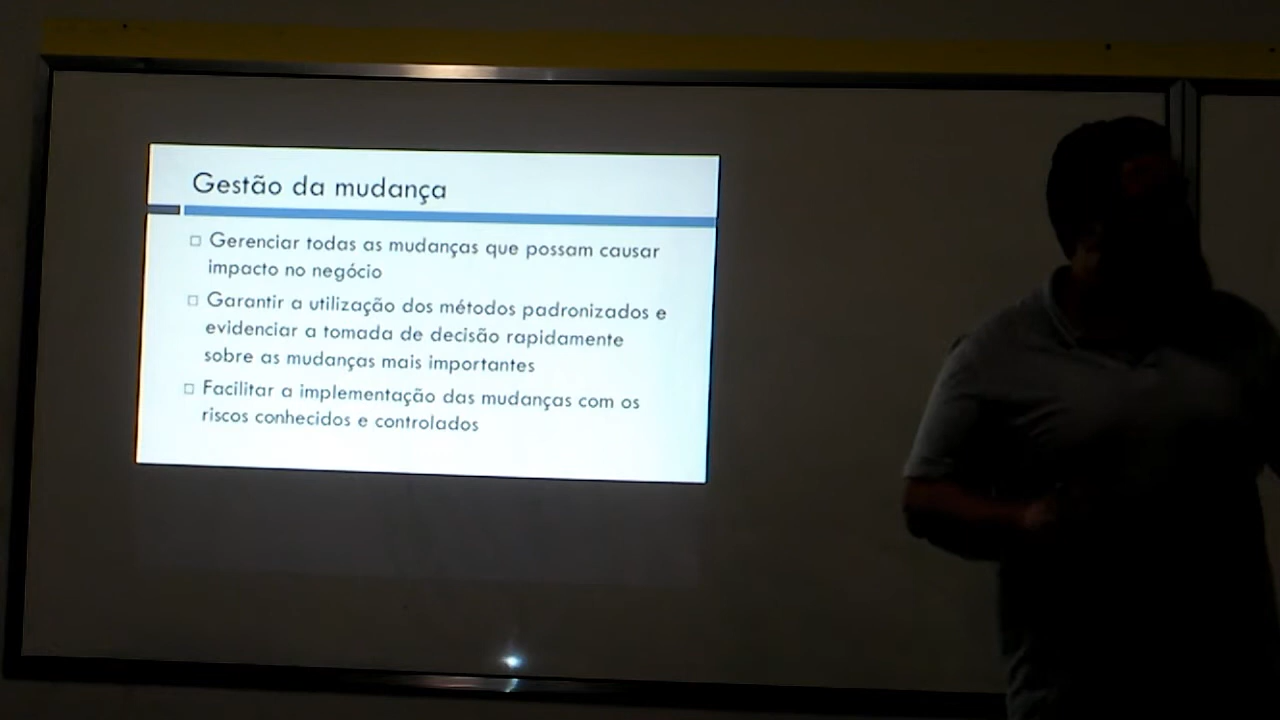 Gestão da mudança
□ Gerenciar todas as mudanças que possam causar
impacto no negócio
□ Garantir a utilização dos métodos padronizados e
evidenciar a tomada de decisão rapidamente
sobre as mudanças mais importantes
□ Facilitar a implementação das mudanças com os
riscos conhecidos e controlados